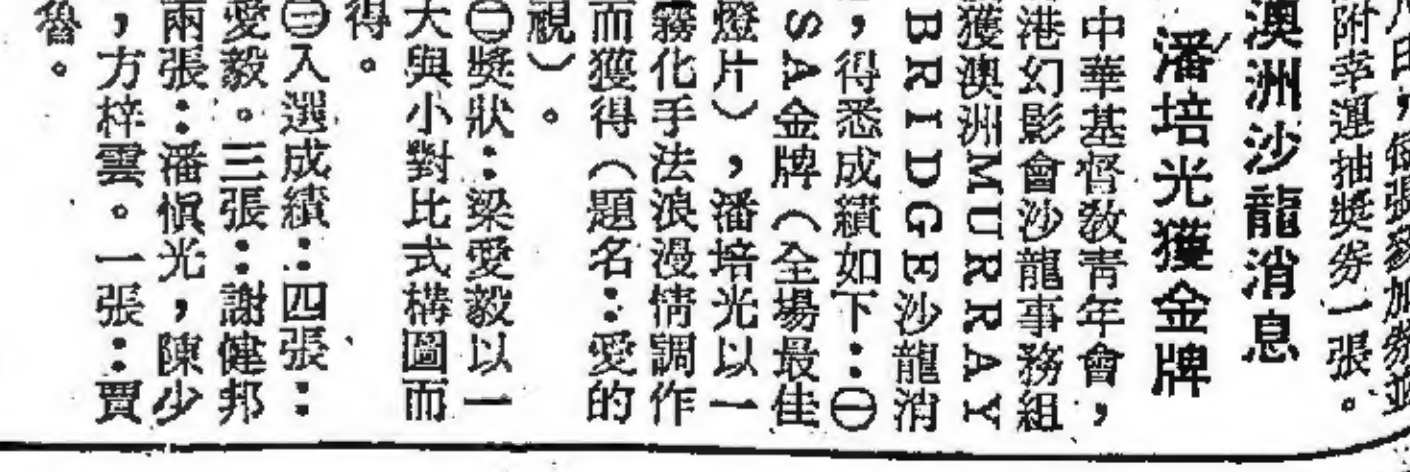 附幸運抽獎券一張。
澳洲沙龍消息
潘培光獲金牌
中華基督教青年會，
港幻影會沙龍事務組
獲澳洲MURRAY
BRIDGE沙龍消
，得悉成績如下：㊀
SA金牌（全場最佳
燈片），潘培光以一
霧化手法浪漫情調作
而獲得（題名：愛的
視）。
㊁獎狀：梁愛毅以一
大與小對比式構圖而
得。
㊂入選成績：四張：
愛毅。三張：謝健邦
兩張：潘慎光，陳少
，方梓雲。一張：賈
魯。